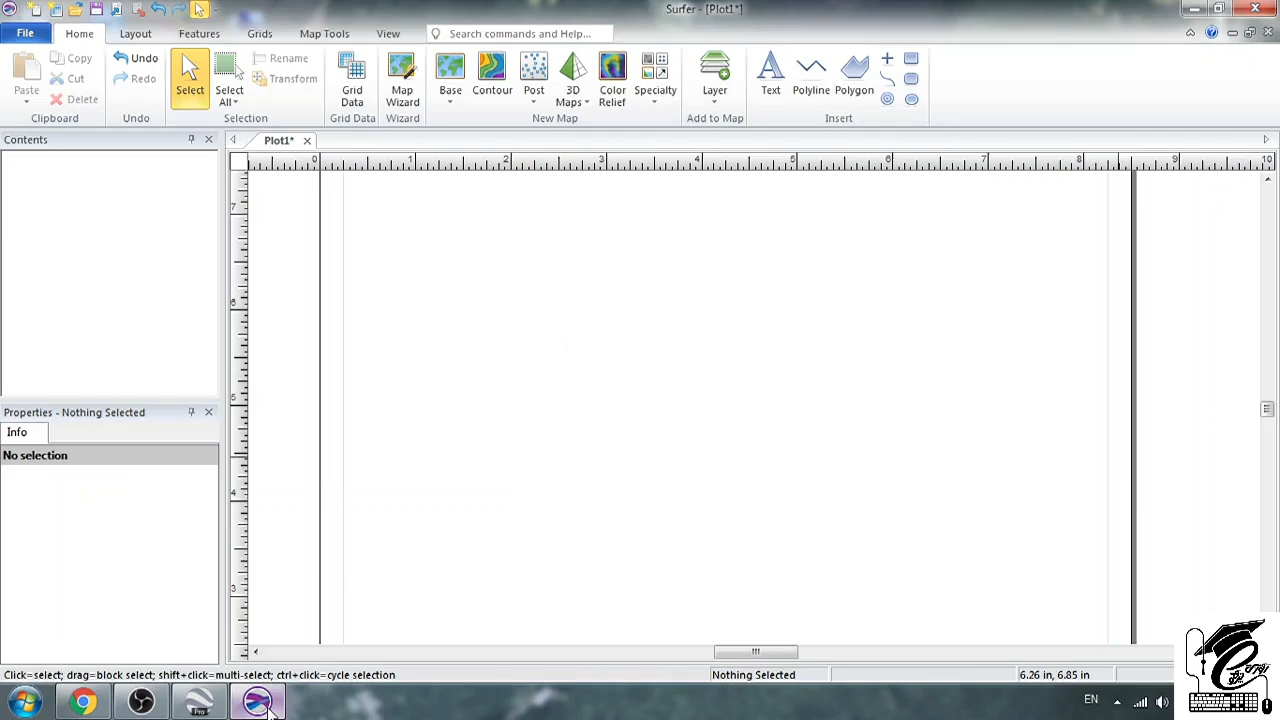 Surfer - [Plot1*]
File Home Layout Features Grids Map Tools View Search commands and Help...
Paste Copy Cut Delete Undo Redo Select Select All Rename Transform Grid Data Map Wizard Base Contour Post 3D Maps Color Relief Specialty Layer Text Polyline Polygon
Clipboard Undo Selection Grid Data Wizard New Map Add to Map Insert
Contents
Plot1*
0 1 2 3 4 5 6 7 8 9 10
7
6
5
4
3
Properties - Nothing Selected
Info
No selection
Click=select; drag=block select; shift+click=multi-select; ctrl+click=cycle selection Nothing Selected 6.26 in, 6.85 in
Pro
EN